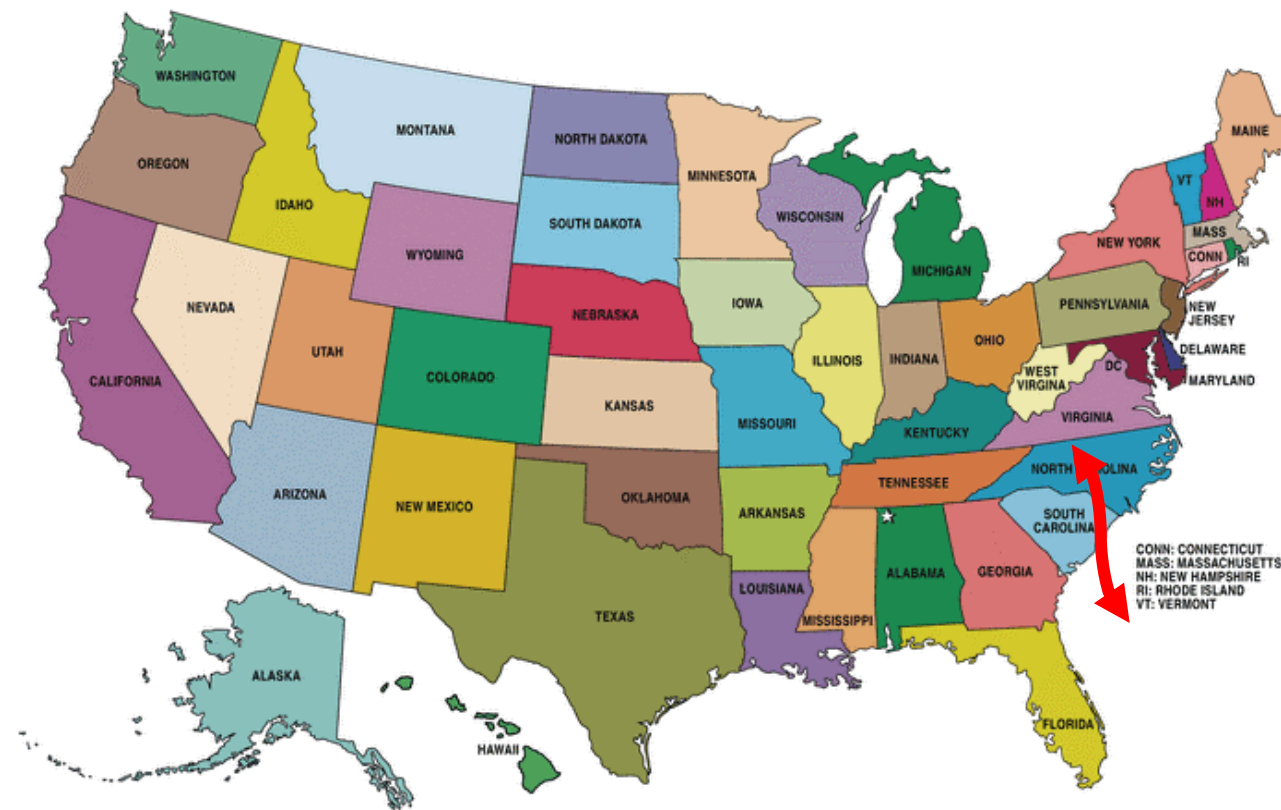 WASHINGTON
OREGON
IDAHO
MONTANA
NORTH DAKOTA
MINNESOTA
SOUTH DAKOTA
WYOMING
WISCONSIN
MICHIGAN
MAINE
VT
NH
NEW YORK
MASS
CONN
RI
NEVADA
UTAH
COLORADO
NEBRASKA
IOWA
ILLINOIS
INDIANA
OHIO
PENNSYLVANIA
NEW
JERSEY
DELAWARE
MARYLAND
DC
WEST
VIRGINA
VIRGINIA
CALIFORNIA
KANSAS
MISSOURI
KENTUCKY
ARIZONA
NEW MEXICO
OKLAHOMA
ARKANSAS
TENNESSEE
NORTH C OLINA
SOUTH
CAROLINA
TEXAS
LOUISIANA
MISSISSIPPI
ALABAMA
GEORGIA
FLORIDA
ALASKA
HAWAII
CONN: CONNECTICUT
MASS: MASSACHUSETTS
NH: NEW HAMPSHIRE
RI: RHODE ISLAND
VT: VERMONT